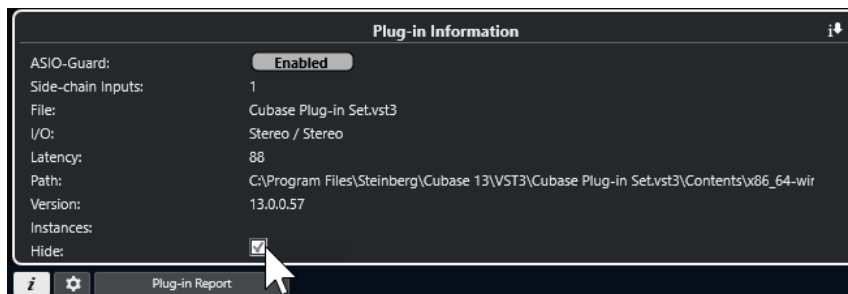 Plug-in Information
ASIO-Guard: Enabled
Side-chain Inputs: 1
File: Cubase Plug-in Set.vst3
I/O: Stereo / Stereo
Latency: 88
Path: C:\Program Files\Steinberg\Cubase 13\VST3\Cubase Plug-in Set.vst3\Contents\x86_64-wir
Version: 13.0.0.57
Instances:
Hide:
i Plug-in Report